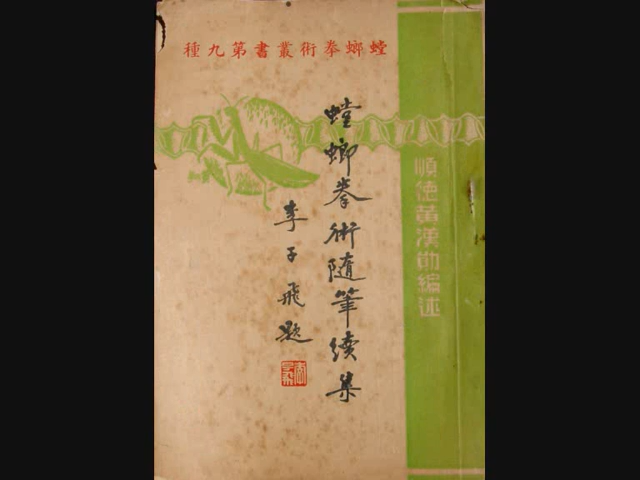 螳螂拳術叢書第九種
螳螂拳術隨筆續集
李子飛題
順德黃漢勛編述